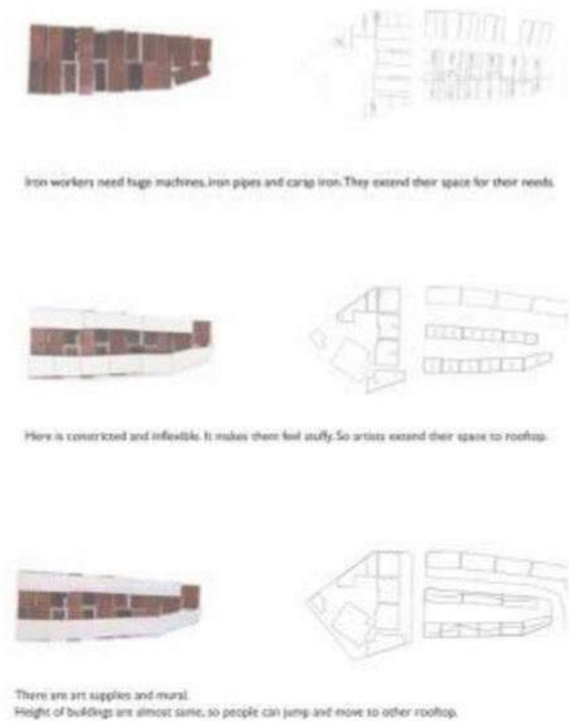 Iron workers need huge machines, iron pipes and carap iron. They extend their space for their needs.
Here is constricted and inflexible. It makes them feel stuffy. So artists extend their space to rooftop.
There are art supplies and mural.
Height of buildings are almost same, so people can jump and move to other rooftop.